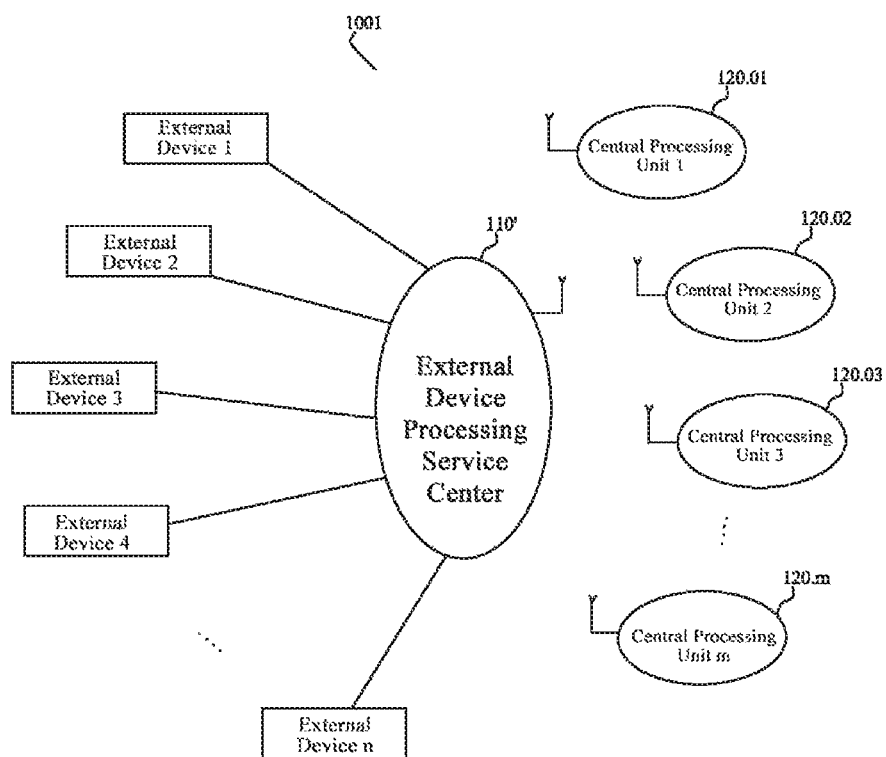 1001
120.01
External
Device 1
Central Processing
Unit 1
External
Device 2
110'
120.02
Central Processing
Unit 2
External
Device 3
External
Device
Processing
Service
Center
120.03
Central Processing
Unit 3
External
Device 4
120.m
Central Processing
Unit m
External
Device n